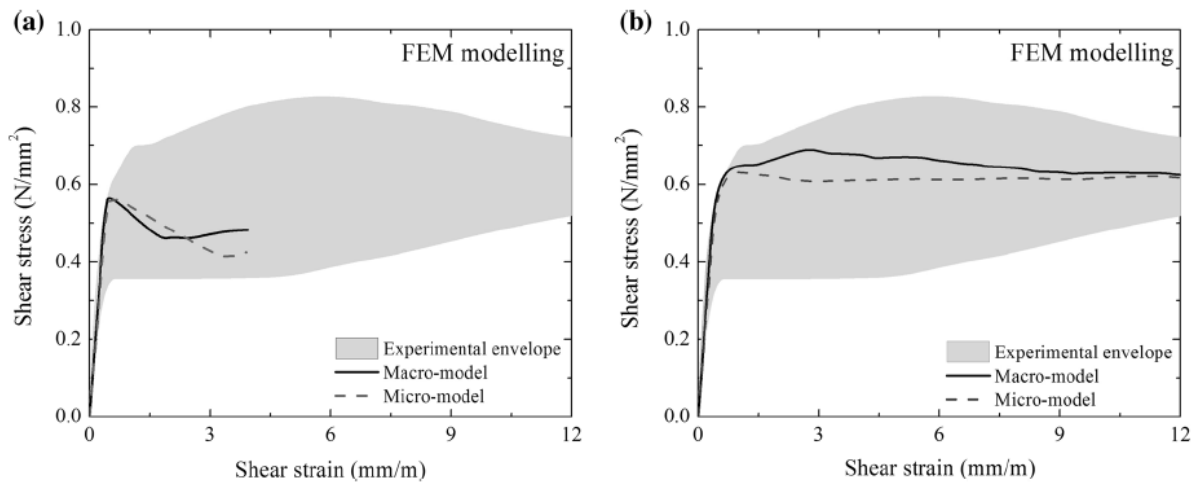 (a)
FEM modelling
Shear stress (N/mm²)
1.0
0.8
0.6
0.4
0.2
0.0
Experimental envelope
Macro-model
Micro-model
0 3 6 9 12
Shear strain (mm/m)
(b)
FEM modelling
Shear stress (N/mm²)
1.0
0.8
0.6
0.4
0.2
0.0
Experimental envelope
Macro-model
Micro-model
0 3 6 9 12
Shear strain (mm/m)